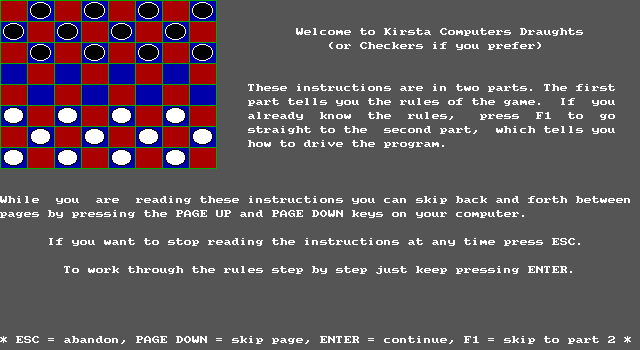 Welcome to Kirsta Computers Draughts
(or Checkers if you prefer)
These instructions are in two parts. The first
part tells you the rules of the game. If you
already know the rules, press F1 to go
straight to the second part, which tells you
how to drive the program.
While you are reading these instructions you can skip back and forth between
pages by pressing the PAGE UP and PAGE DOWN keys on your computer.
If you want to stop reading the instructions at any time press ESC.
To work through the rules step by step just keep pressing ENTER.
* ESC = abandon, PAGE DOWN = skip page, ENTER = continue, F1 = skip to part 2 *